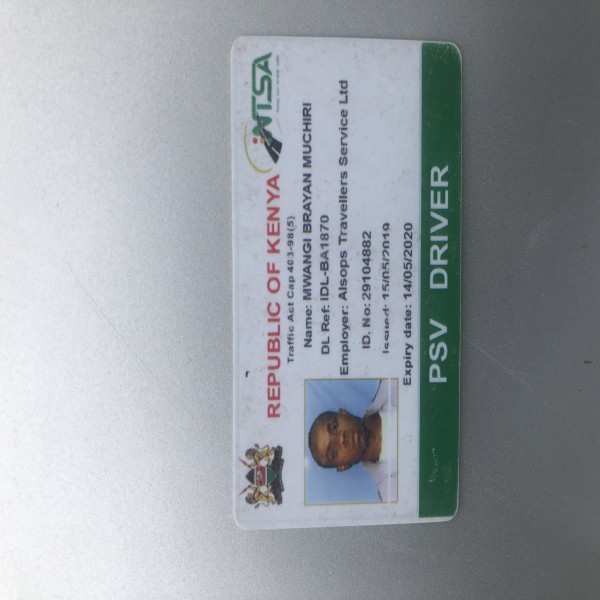 REPUBLIC OF KENYA
NTSA
Traffic Act Cap 403-98(5)
Name: MWANGI BRAYAN MUCHIRI
DL Ref: IDL-BA1870
Employer: Alsops Travellers Service Ltd
ID. No: 29104882
Issued: 15/05/2019
Expiry date: 14/05/2020
PSV DRIVER